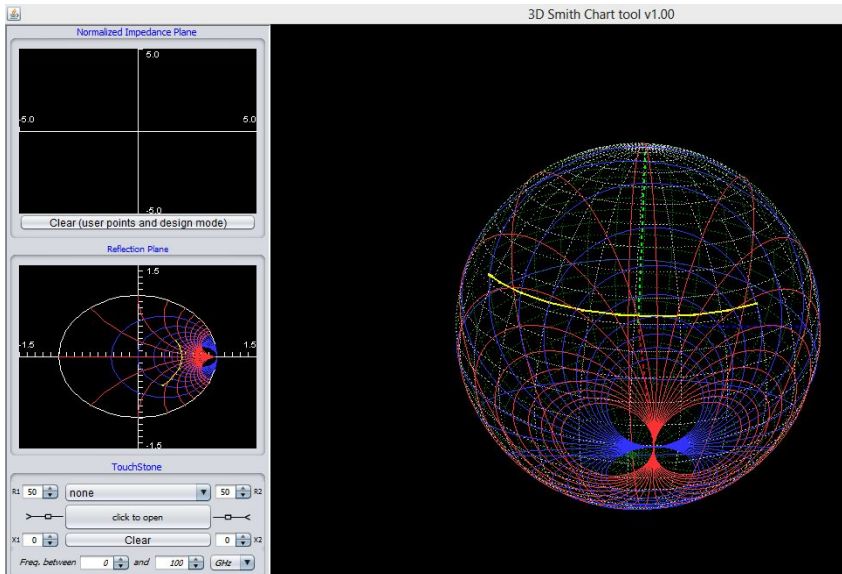 3D Smith Chart tool v1.00
Normalized Impedance Plane
5.0
-5.0 5.0
-5.0
Clear (user points and design mode)
Reflection Plane
1.5
-1.5 1.5
-1.5
TouchStone
R1 50 none 50 R2
click to open
X1 0 Clear 0 X2
Freq. between 0 and 100 GHz